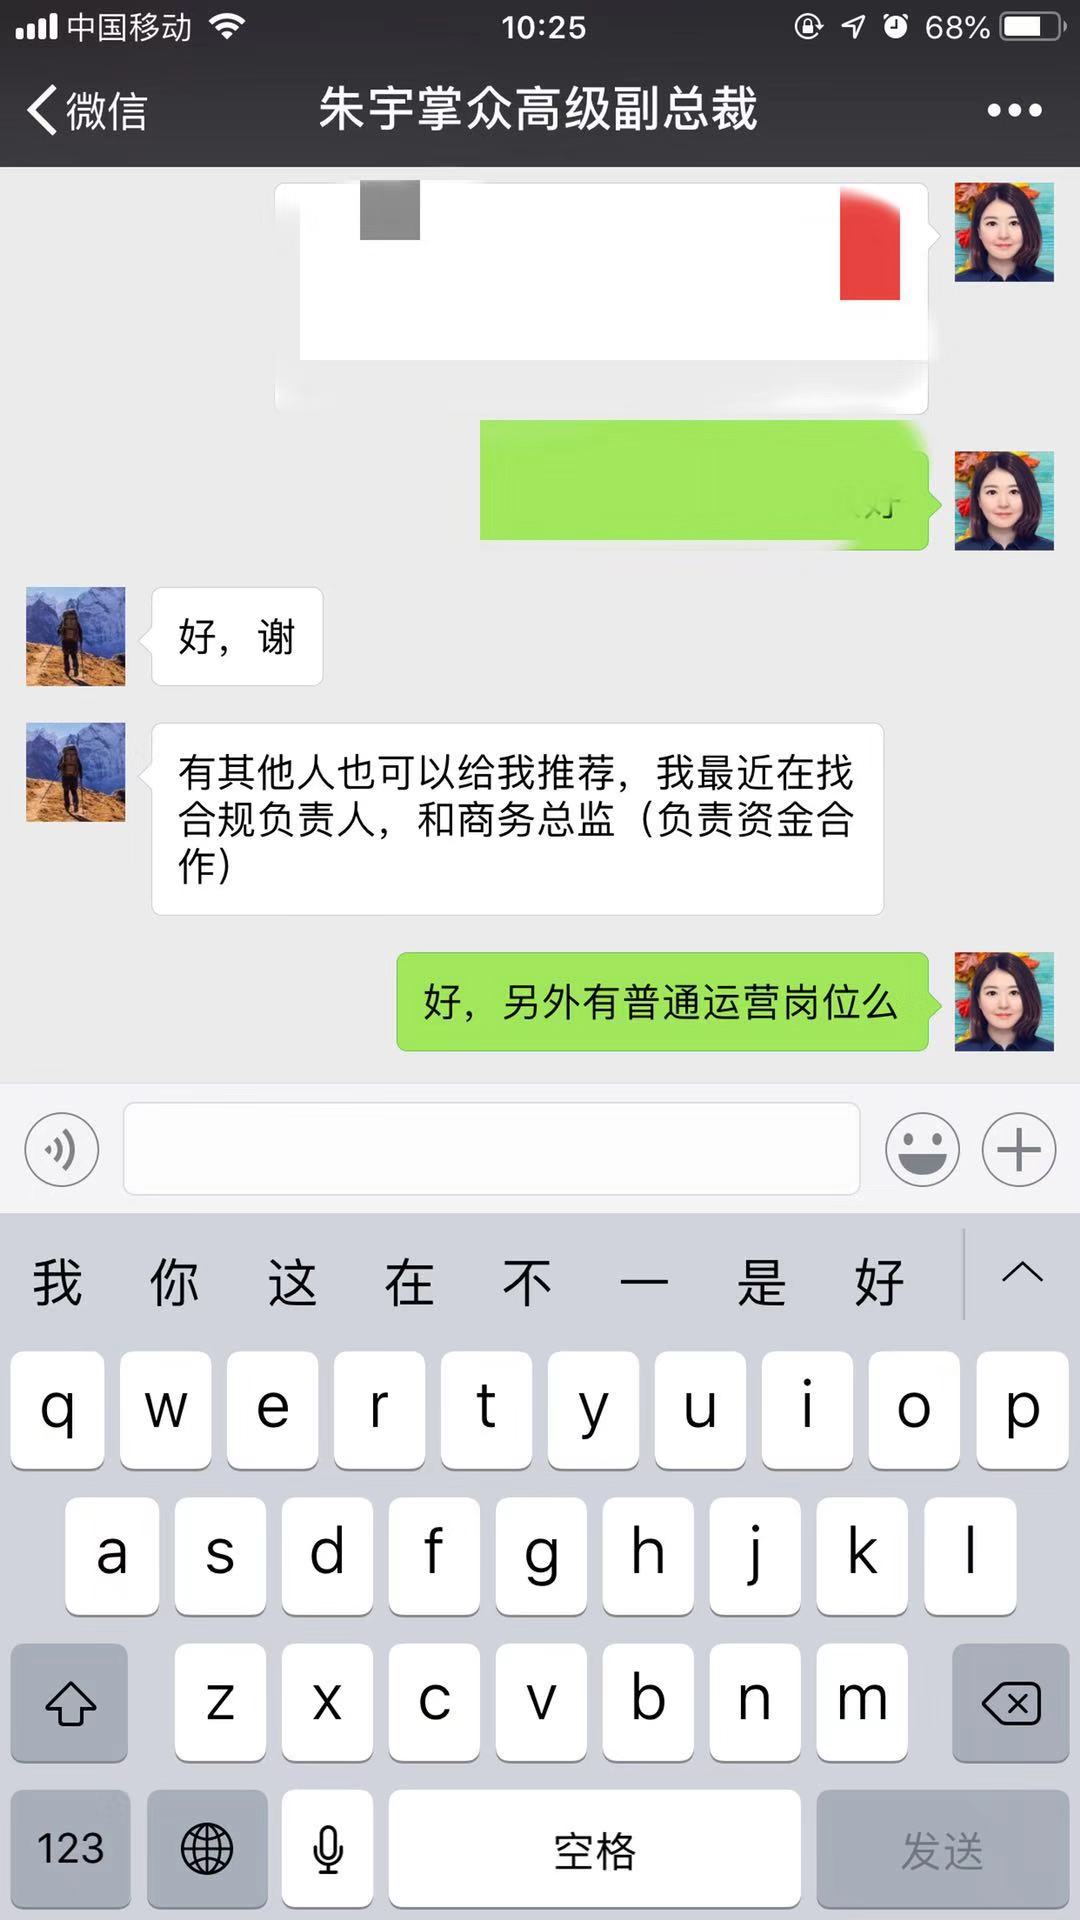 中国移动 10:25 68%
微信 朱宇掌众高级副总裁
好
好，谢
有其他人也可以给我推荐，我最近在找
合规负责人，和商务总监（负责资金合
作）
好，另外有普通运营岗位么
我 你 这 在 不 一 是 好
q w e r t y u i o p
a s d f g h j k l
z x c v b n m
123 空格 发送